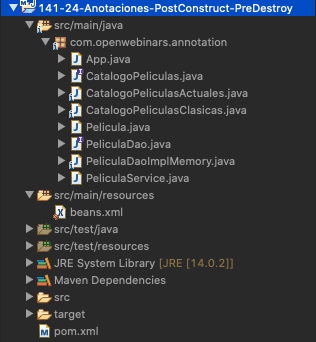 141-24-Anotaciones-PostConstruct-PreDestroy
src/main/java
com.openwebinars.annotation
App.java
CatalogoPeliculas.java
CatalogoPeliculasActuales.java
CatalogoPeliculasClasicas.java
Pelicula.java
PeliculaDao.java
PeliculaDaoImplMemory.java
PeliculaService.java
src/main/resources
beans.xml
src/test/java
src/test/resources
JRE System Library [JRE [14.0.2]]
Maven Dependencies
src
target
pom.xml